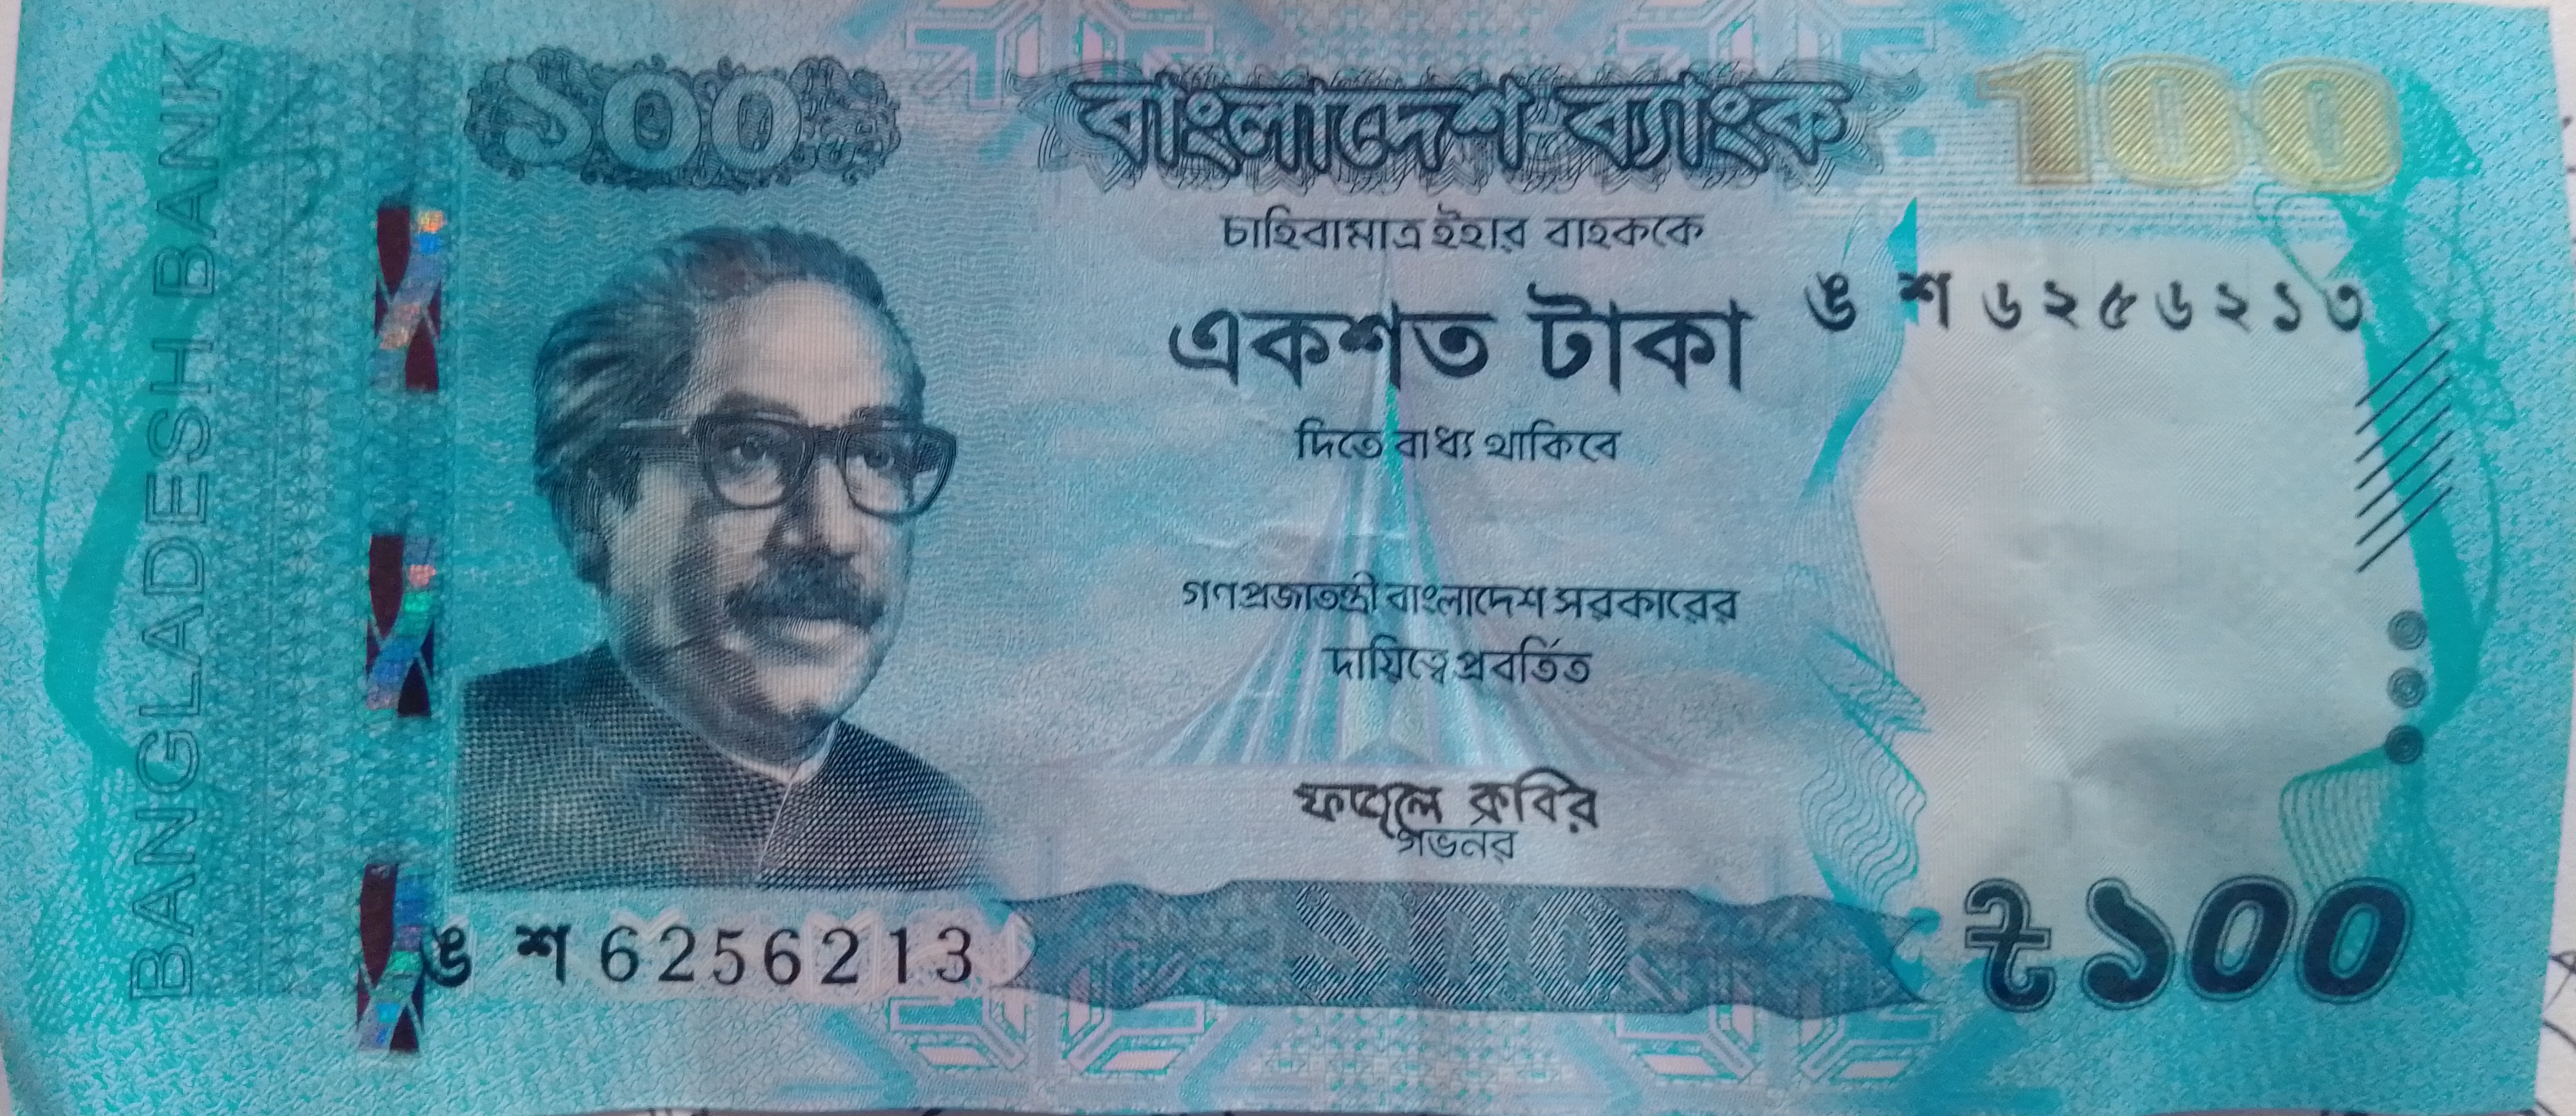 BANGLADESH BANK
১০০
বাংলাদেশ ব্যাংক
100
চাহিবামাত্র ইহার বাহককে
ঙ শ ৬২৫৬২১৩
একশত টাকা
দিতে বাধ্য থাকিবে
গণপ্রজাতন্ত্রী বাংলাদেশ সরকারের
দায়িত্বে প্রবর্তিত
ফজলে কবির
গভর্নর
ঙ শ 6256213
১০০
৳১০০